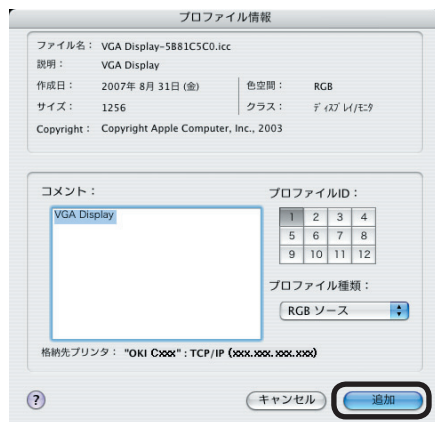 プロファイル情報
ファイル名： VGA Display-5B81C5C0.icc
説明： VGA Display
作成日： 2007年 8月 31日 (金) 色空間： RGB
サイズ： 1256 クラス： ﾃﾞｨｽﾌﾟﾚｲ/ﾓﾆﾀ
Copyright： Copyright Apple Computer, Inc., 2003
コメント： プロファイルID：
VGA Display
1 2 3 4
5 6 7 8
9 10 11 12
プロファイル種類：
RGB ソース
格納先プリンタ： "OKI Cxxx" : TCP/IP (xxx.xxx.xxx.xxx)
? キャンセル 追加